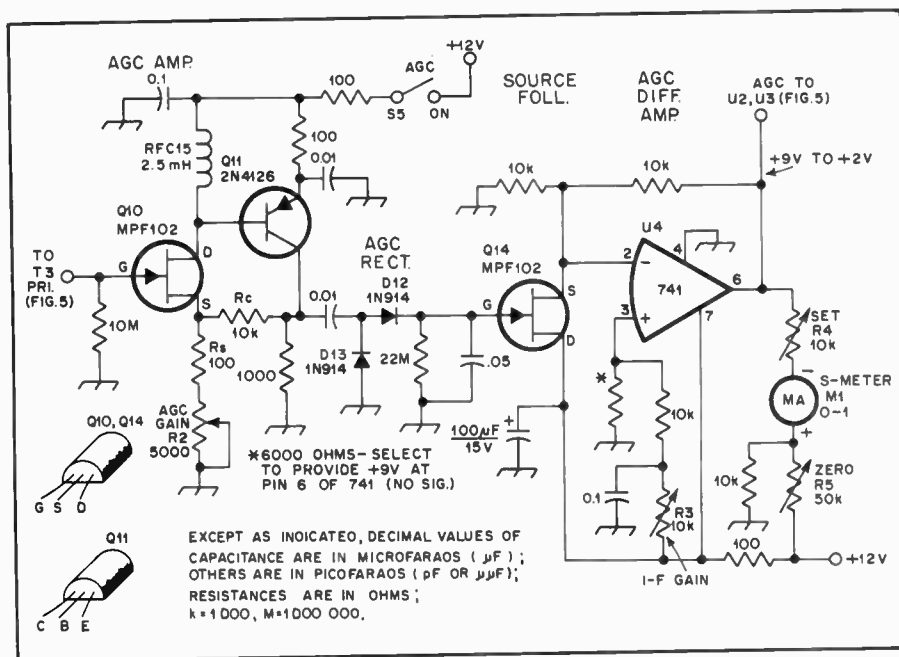 AGC AMP.
0.1
100
AGC
S5
ON
+12V
SOURCE
FOLL.
AGC
DIFF.
AMP.
AGC TO
U2, U3 (FIG.5)
+9V TO +2V
RFC15
2.5 mH
Q11
2N4126
100
0.01
10k
10k
Q10
MPF102
TO
T3
PRI.
(FIG.5)
G
D
S
10M
Rc
10k
Rs
100
1000
0.01
AGC
RECT.
D12
1N914
D13
1N914
22M
.05
Q14
MPF102
G
S
D
U4
741
2
-
3
+
4
6
7
SET
R4
10k
-
MA
S-METER
M1
0-1
+
AGC
GAIN
R2
5000
*
10k
+
100µF
15V
0.1
R3
10k
I-F GAIN
10k
ZERO
R5
50k
100
+12V
*6000 OHMS-SELECT
TO PROVIDE +9V AT
PIN 6 OF 741 (NO SIG.)
Q10, Q14
G S D
Q11
C B E
EXCEPT AS INDICATED, DECIMAL VALUES OF
CAPACITANCE ARE IN MICROFARAOS ( µF ) ;
OTHERS ARE IN PICOFARAOS ( pF OR µµF ) ;
RESISTANCES ARE IN OHMS ;
k=1000, M=1000 000.